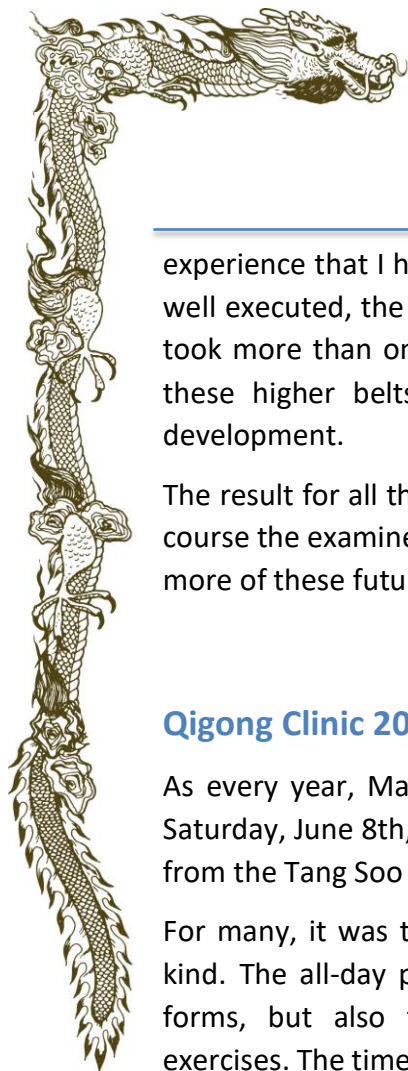 experience that I h
well executed, the
took more than or
these higher belts
development.
The result for all th
course the examine
more of these futu
Qigong Clinic 20
As every year, Ma
Saturday, June 8th,
from the Tang Soo
For many, it was t
kind. The all-day p
forms, but also t
exercises. The time